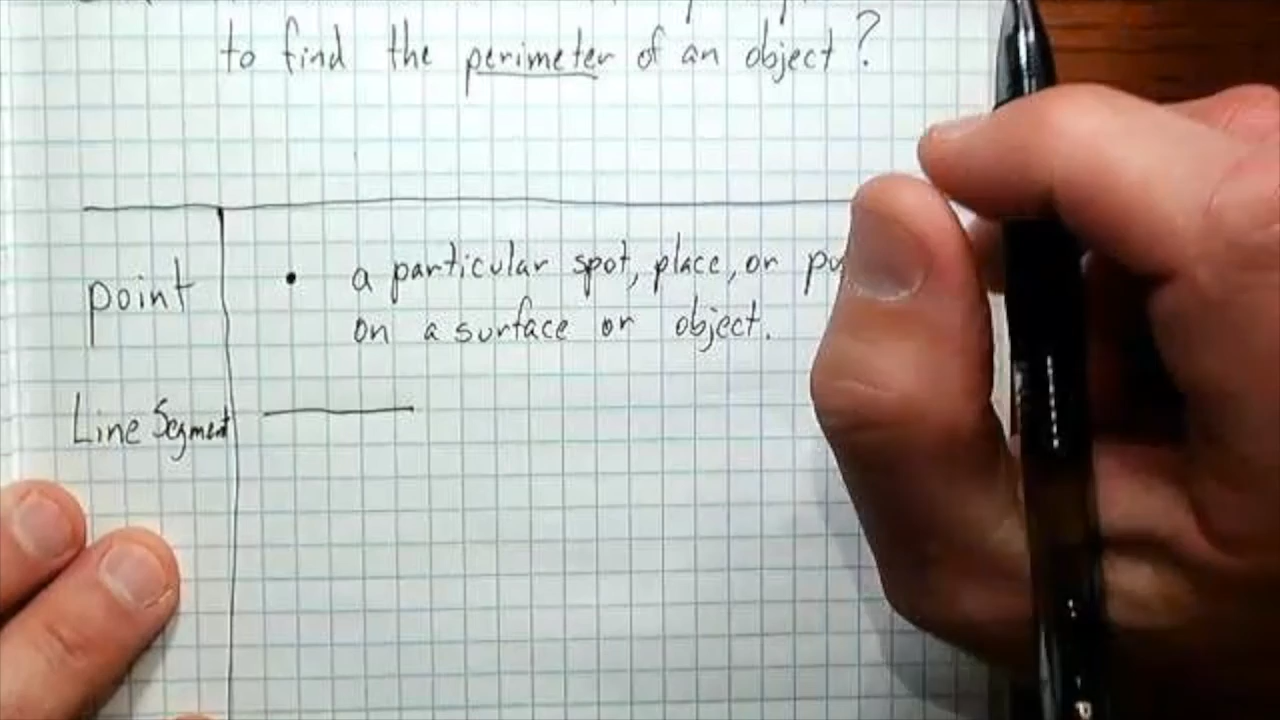 to find the perimeter of an object?
point
a particular spot, place, or
on a surface or object.
Line Segment